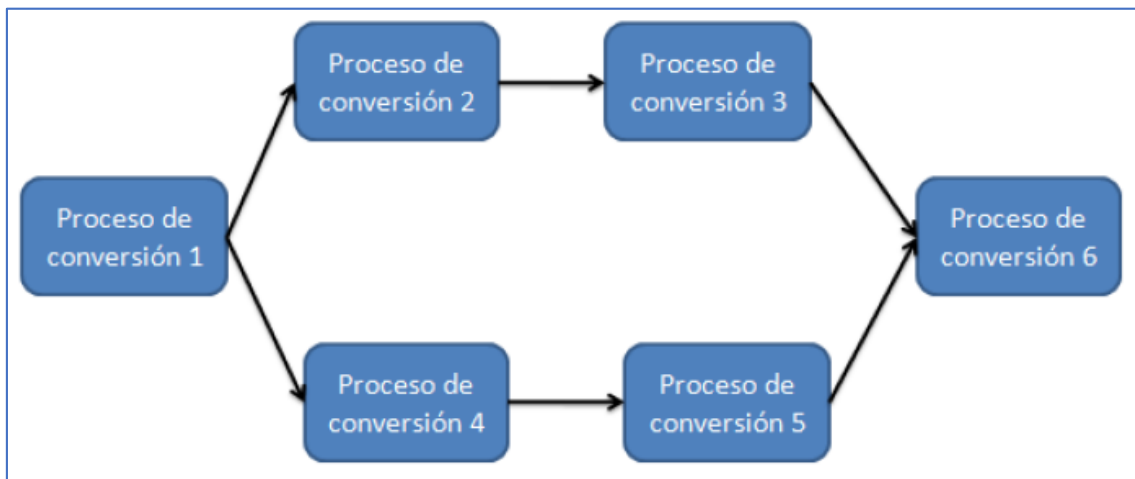 Proceso de
conversión 2
Proceso de
conversión 3
Proceso de
conversión 1
Proceso de
conversión 6
Proceso de
conversión 4
Proceso de
conversión 5